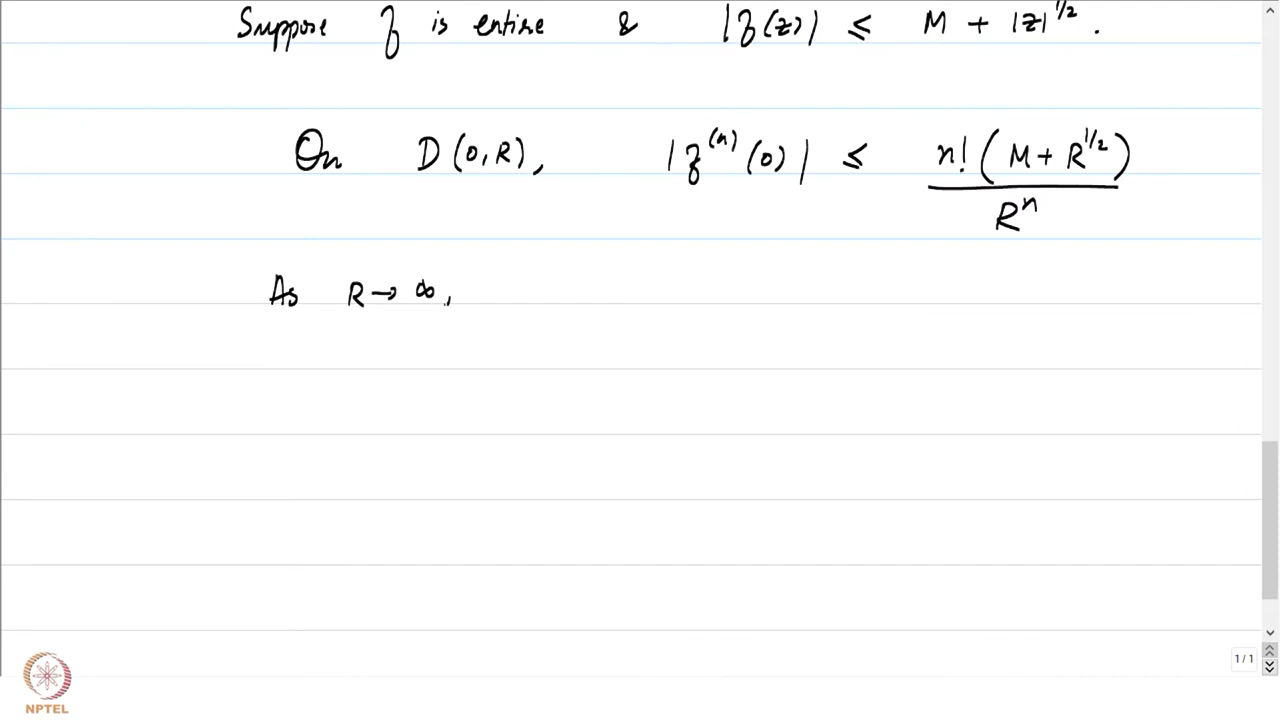 Suppose f is entire & |f(z)| ≤ M + |z|^{1/2}.
On D(0,R), |f^{(n)}(0)| ≤ n! (M + R^{1/2}) / R^n
As R → ∞,
1/1
NPTEL